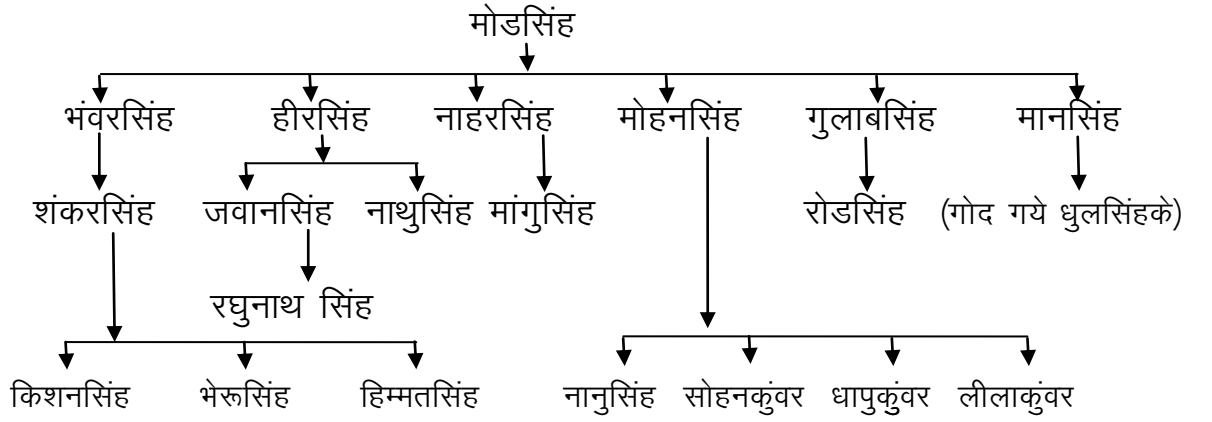 मोडसिंह
भंवरसिंह हीरसिंह नाहरसिंह मोहनसिंह गुलाबसिंह मानसिंह
शंकरसिंह जवानसिंह नाथुसिंह मांगुसिंह रोडसिंह (गोद गये धुलसिंहके)
रघुनाथ सिंह
किशनसिंह भेरूसिंह हिम्मतसिंह नानुसिंह सोहनकुंवर धापुकुंवर लीलाकुंवर